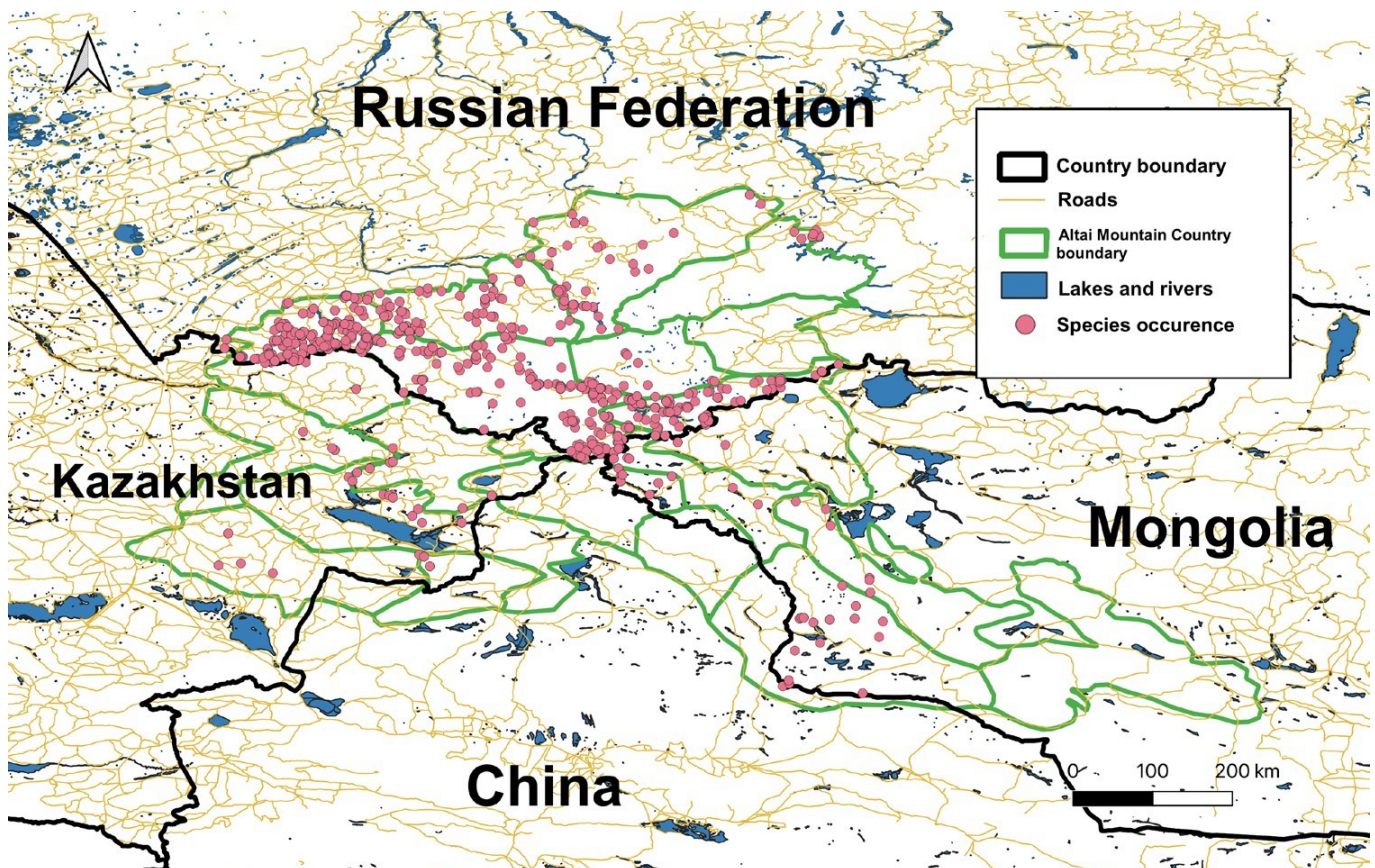 Russian Federation
Country boundary
Roads
Altai Mountain Country
boundary
Lakes and rivers
Species occurence
Kazakhstan
Mongolia
China
0 100 200 km